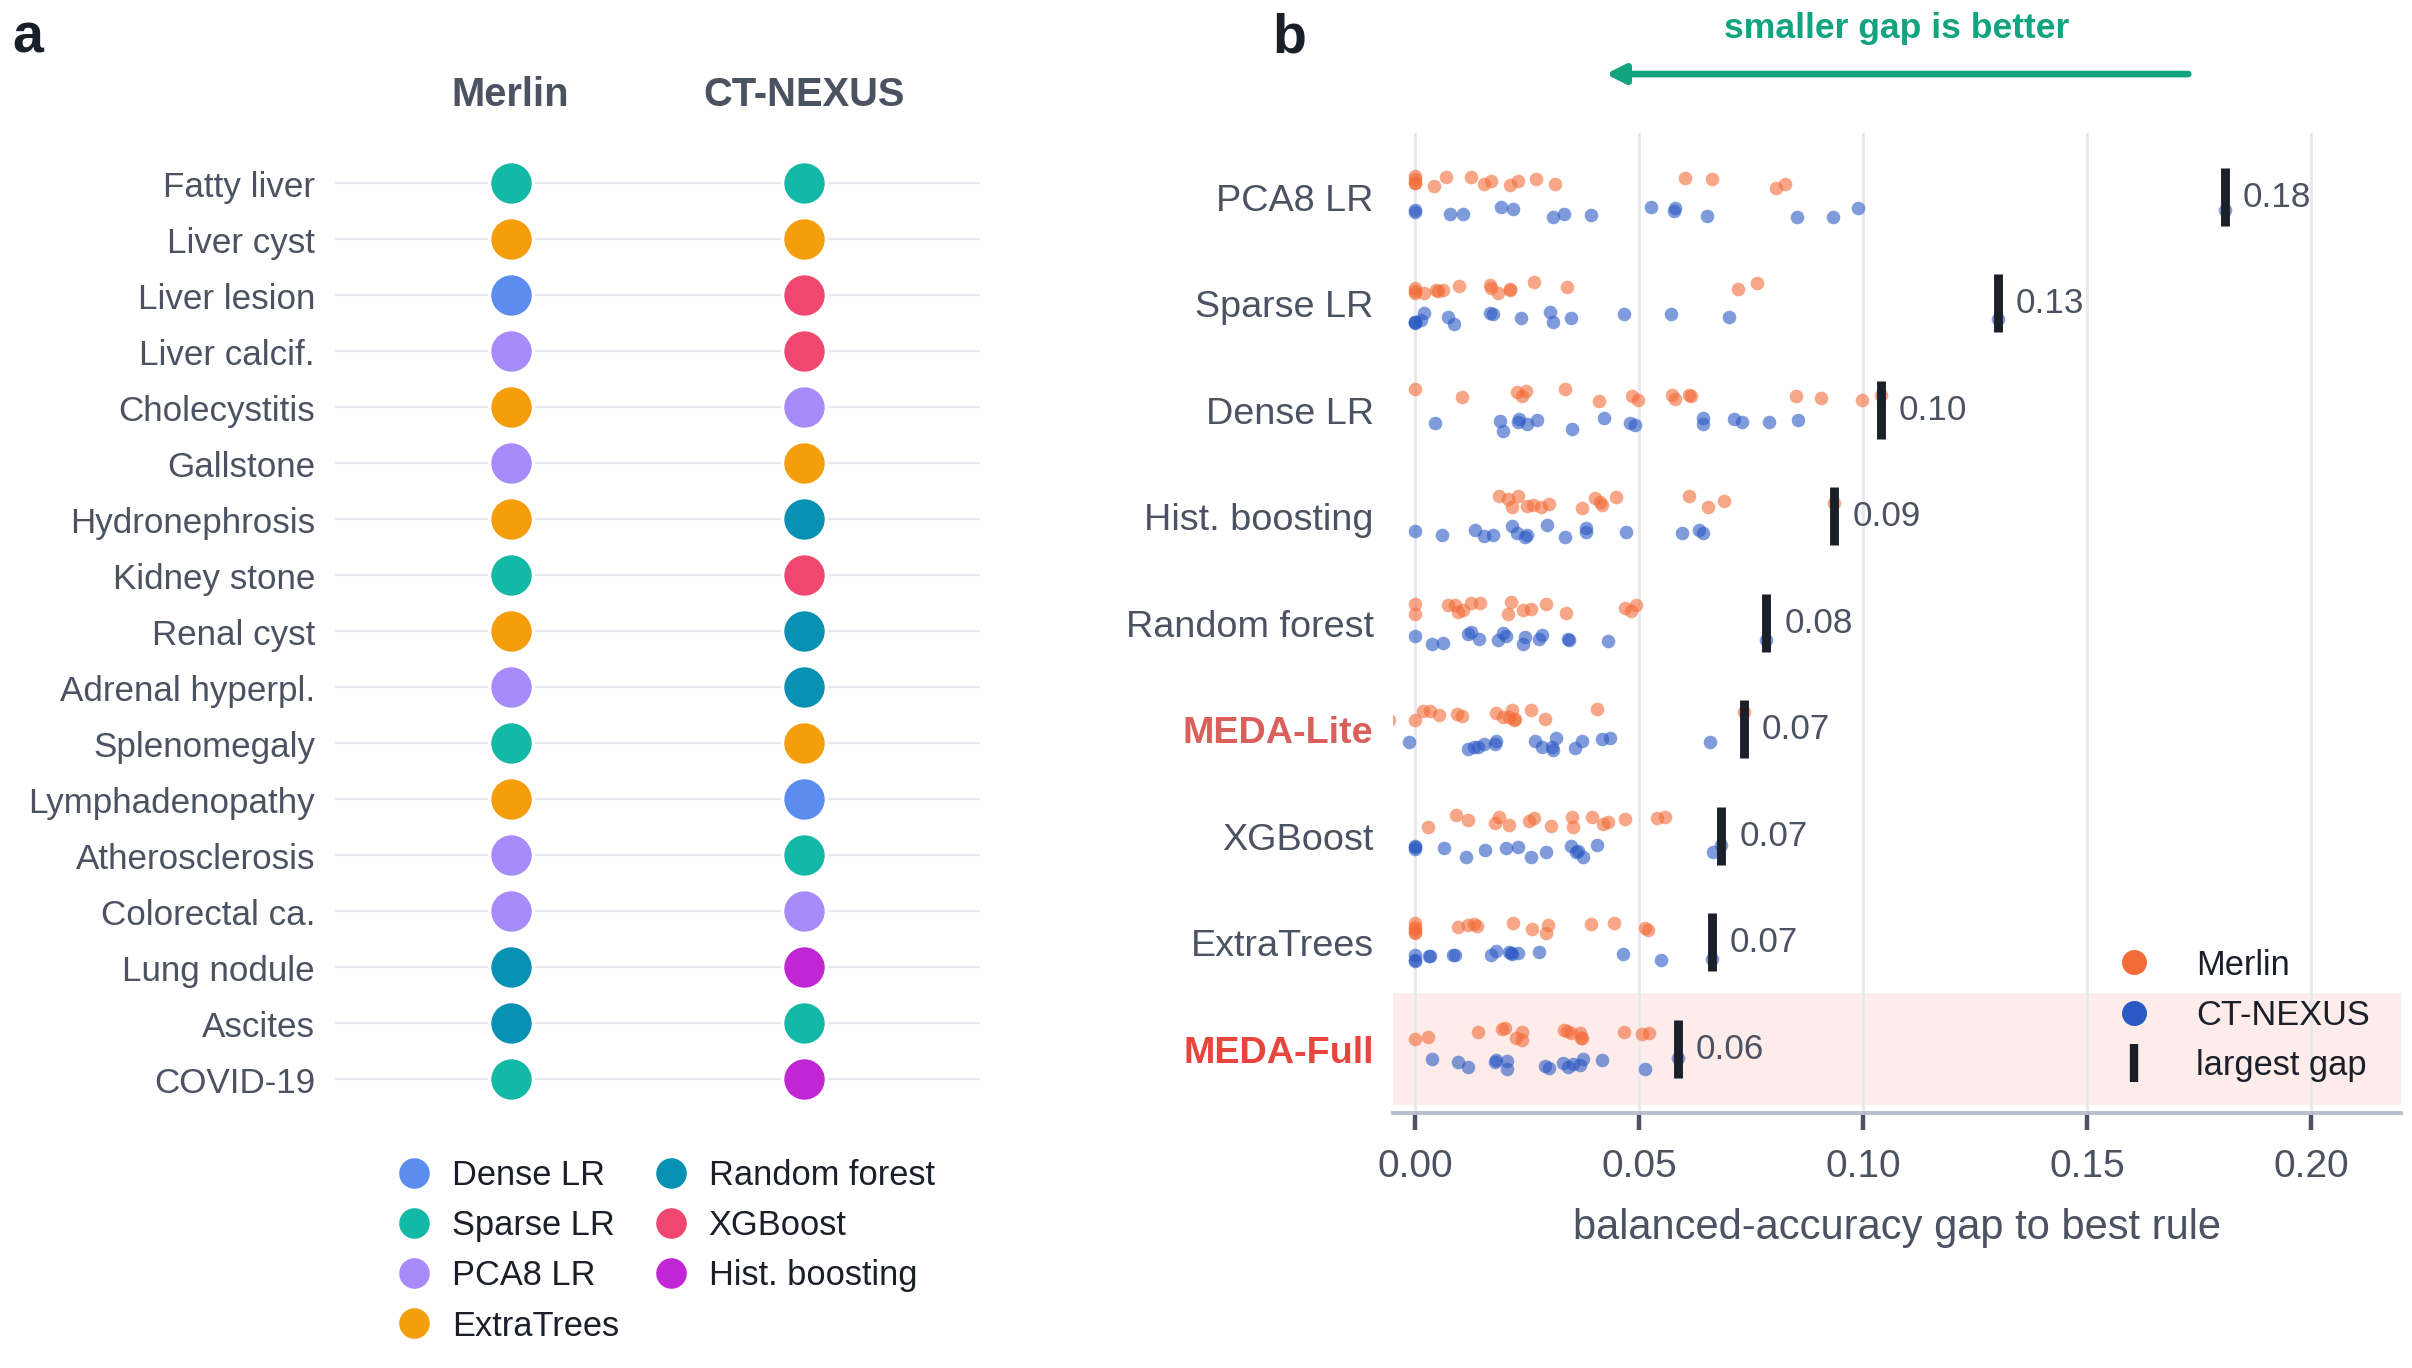 a
Merlin
CT-NEXUS
Fatty liver
Liver cyst
Liver lesion
Liver calcif.
Cholecystitis
Gallstone
Hydronephrosis
Kidney stone
Renal cyst
Adrenal hyperpl.
Splenomegaly
Lymphadenopathy
Atherosclerosis
Colorectal ca.
Lung nodule
Ascites
COVID-19
Dense LR
Sparse LR
PCA8 LR
ExtraTrees
Random forest
XGBoost
Hist. boosting
b
smaller gap is better
PCA8 LR
0.18
Sparse LR
0.13
Dense LR
0.10
Hist. boosting
0.09
Random forest
0.08
MEDA-Lite
0.07
XGBoost
0.07
ExtraTrees
0.07
MEDA-Full
0.06
Merlin
CT-NEXUS
largest gap
0.00
0.05
0.10
0.15
0.20
balanced-accuracy gap to best rule